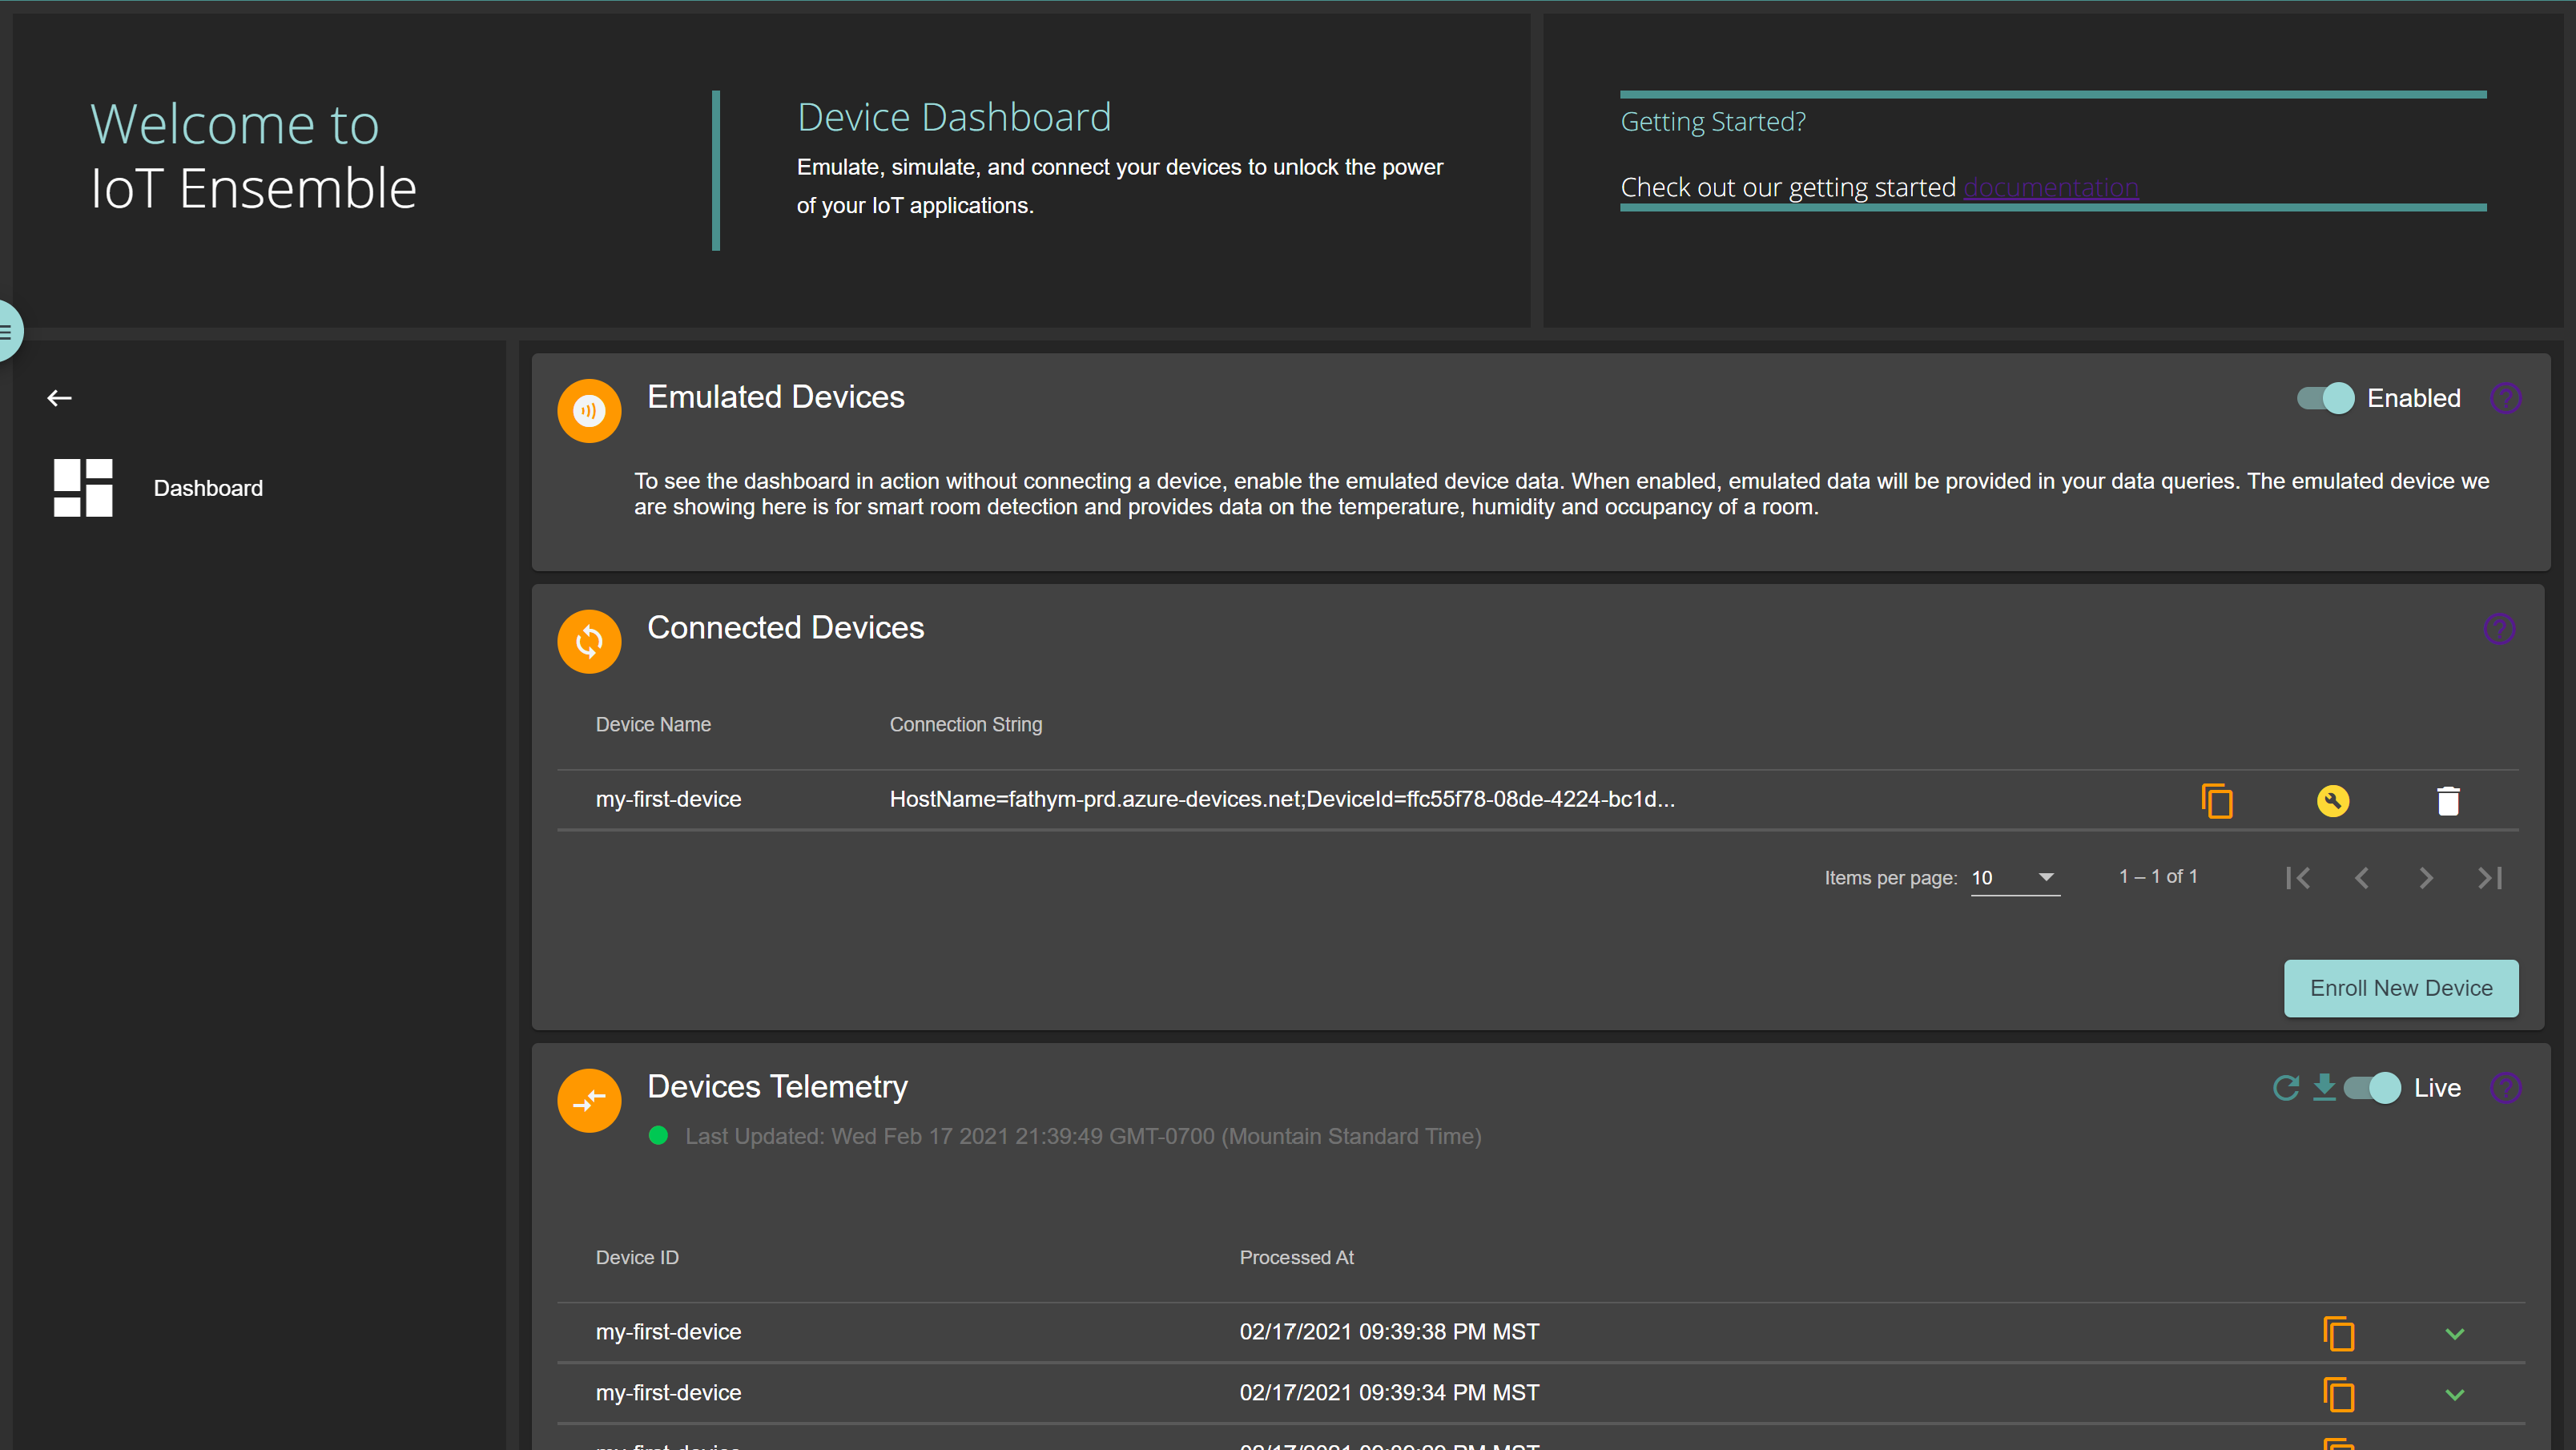 Welcome to
IoT Ensemble
Device Dashboard
Emulate, simulate, and connect your devices to unlock the power
of your IoT applications.
Getting Started?
Check out our getting started documentation
Dashboard
Emulated Devices
Enabled
To see the dashboard in action without connecting a device, enable the emulated device data. When enabled, emulated data will be provided in your data queries. The emulated device we
are showing here is for smart room detection and provides data on the temperature, humidity and occupancy of a room.
Connected Devices
Device Name Connection String
my-first-device HostName=fathym-prd.azure-devices.net;DeviceId=ffc55f78-08de-4224-bc1d...
Items per page: 10 1 – 1 of 1
Enroll New Device
Devices Telemetry
Live
Last Updated: Wed Feb 17 2021 21:39:49 GMT-0700 (Mountain Standard Time)
Device ID Processed At
my-first-device 02/17/2021 09:39:38 PM MST
my-first-device 02/17/2021 09:39:34 PM MST